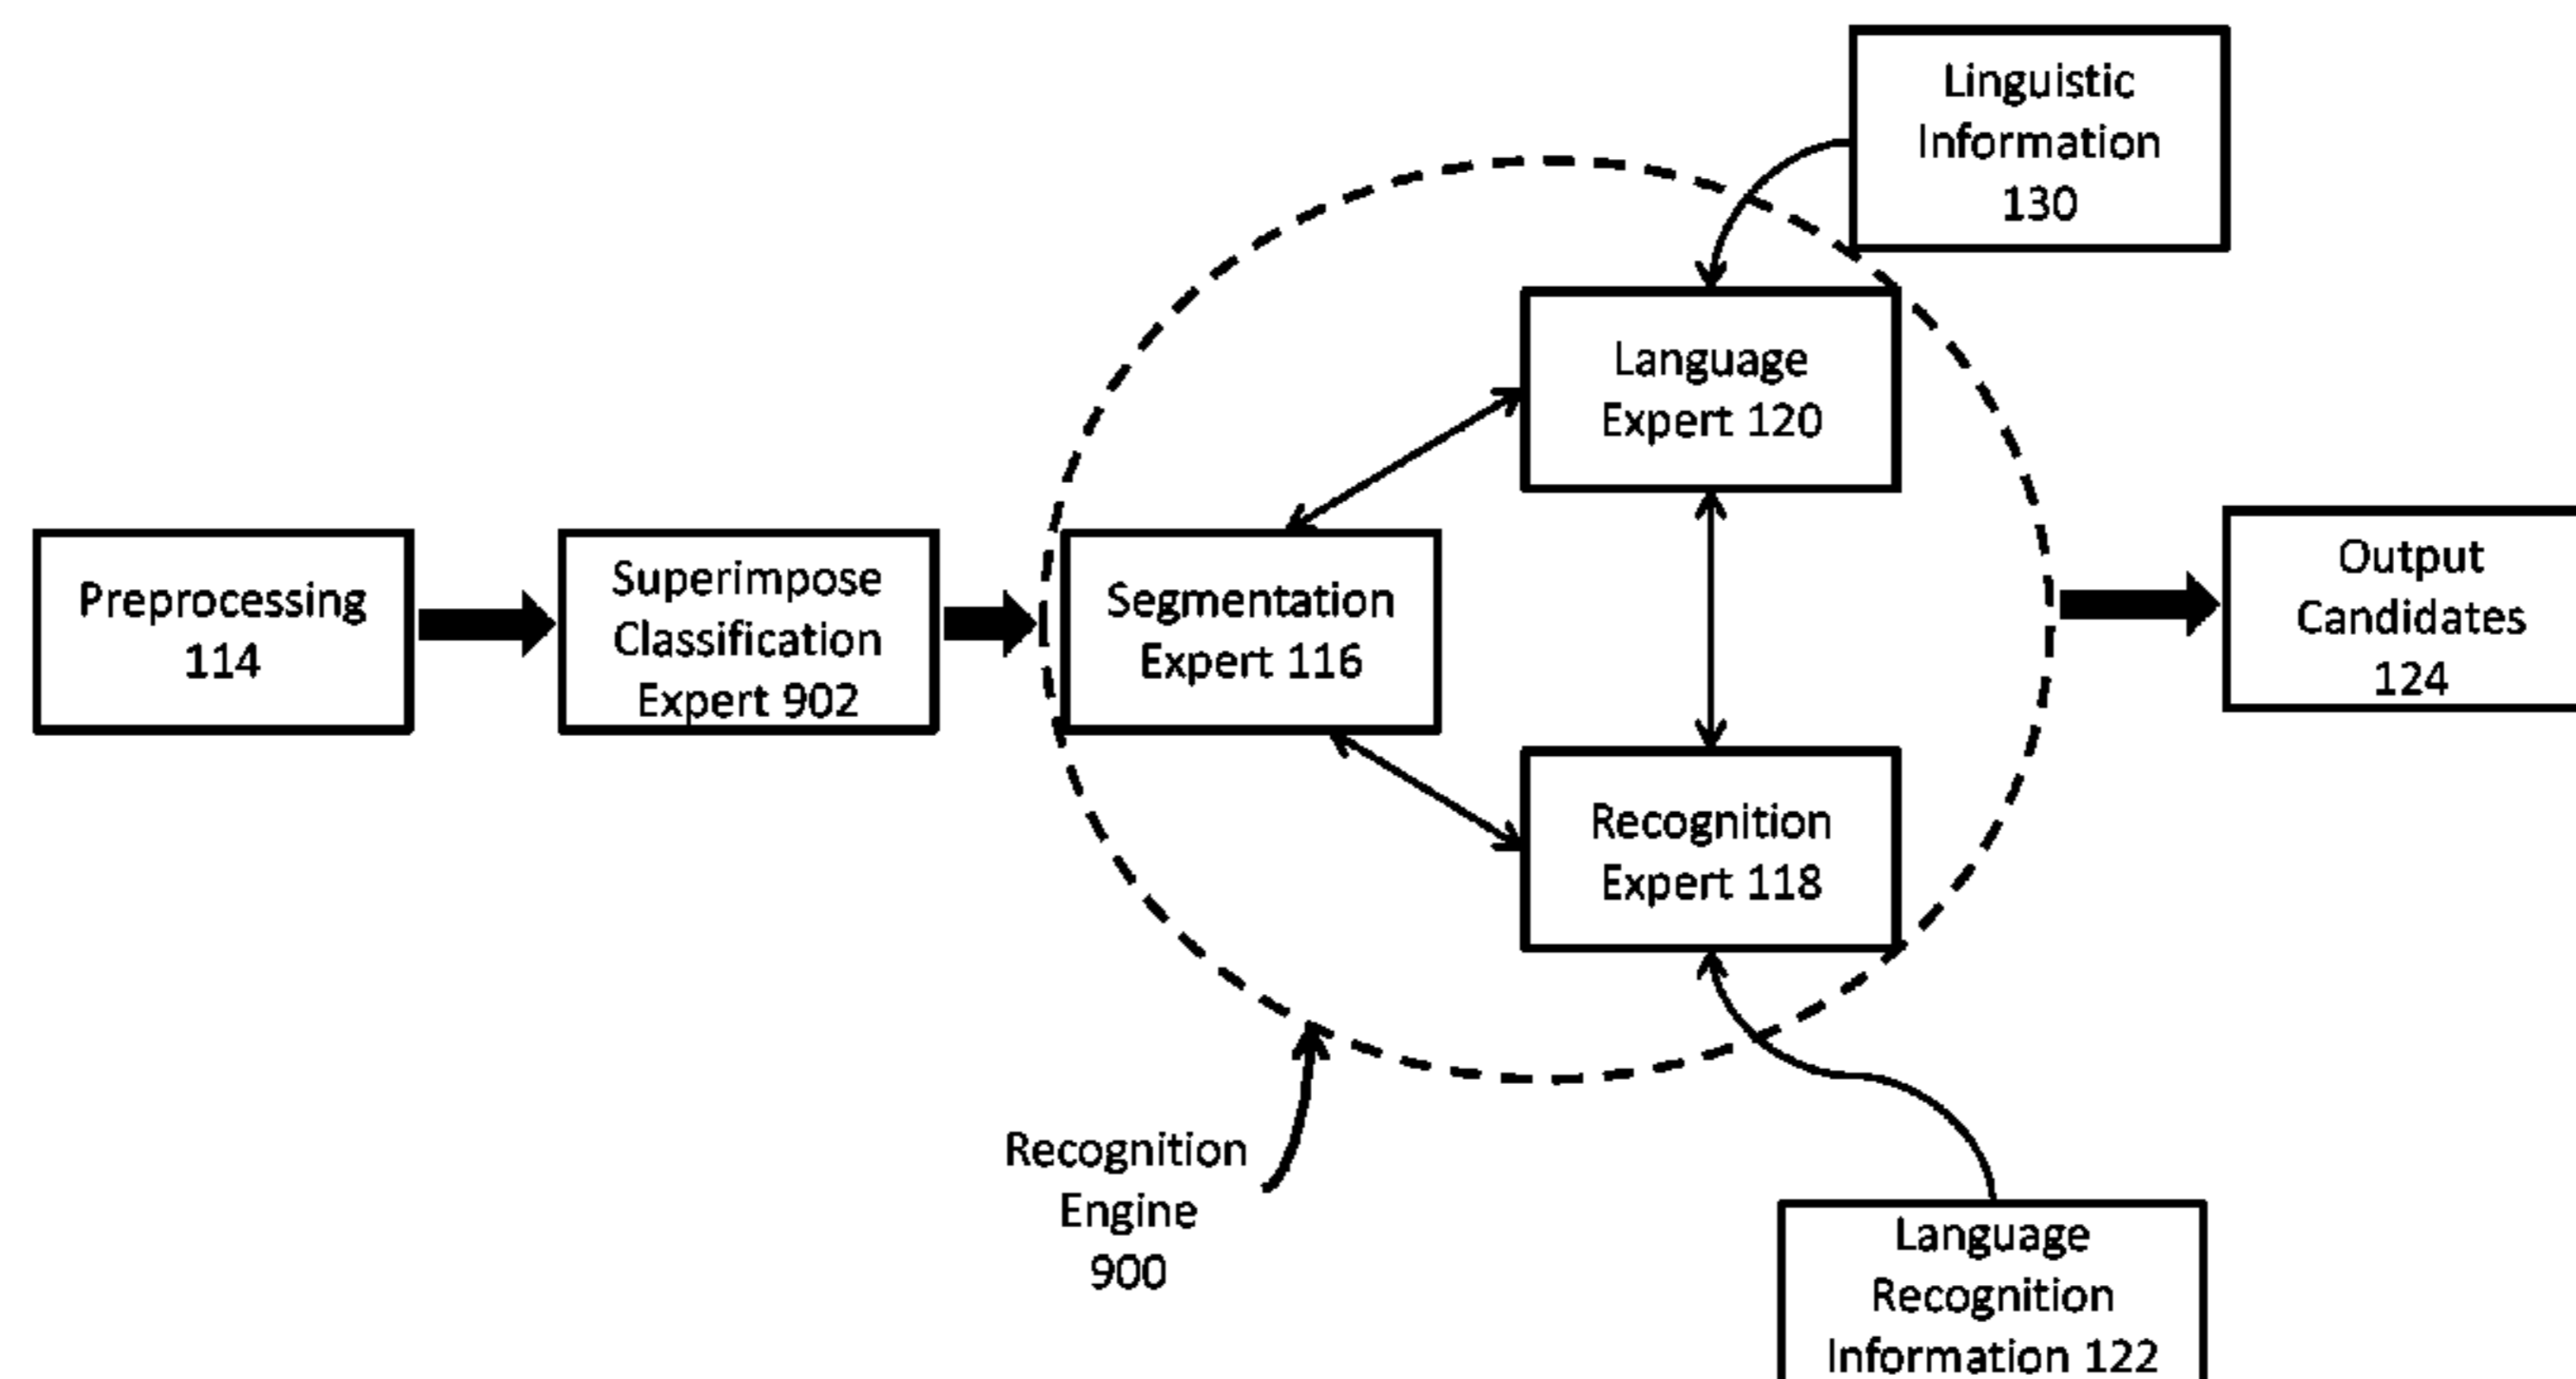 Linguistic
Information
130
Language
Expert 120
Preprocessing
114
Superimpose
Classification
Expert 902
Segmentation
Expert 116
Output
Candidates
124
Recognition
Expert 118
Recognition
Engine
900
Language
Recognition
Information 122